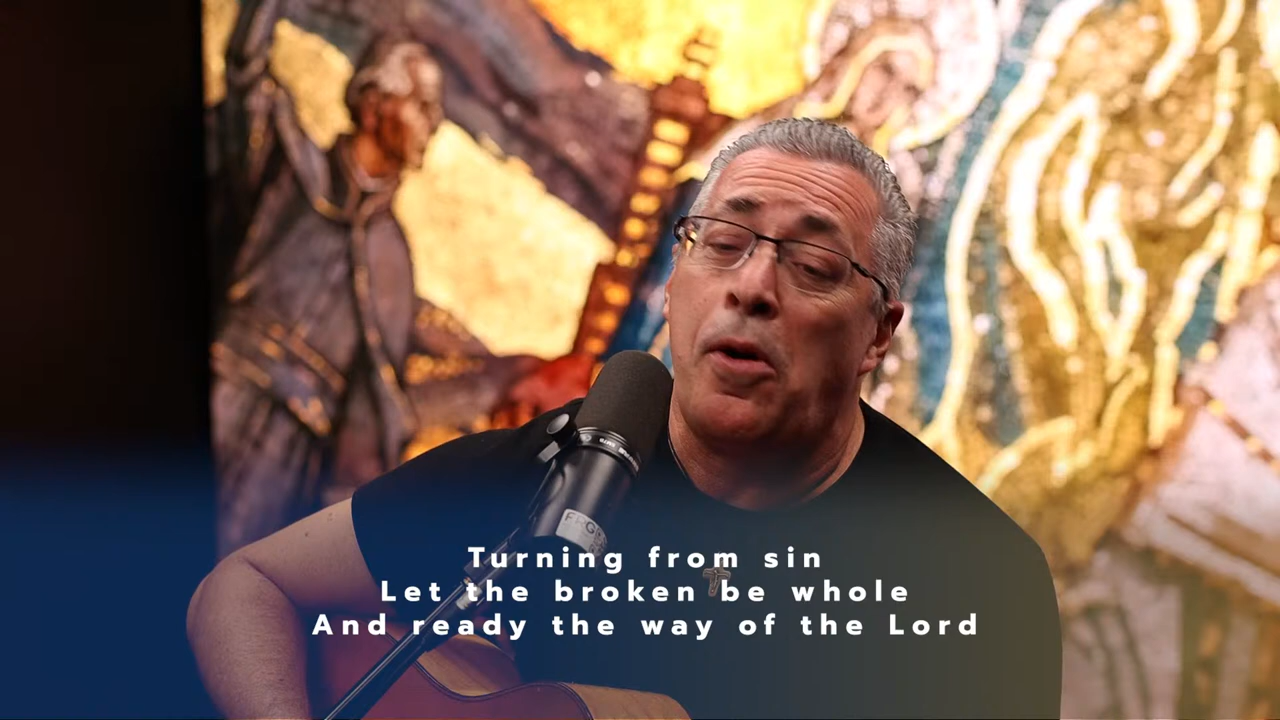 Turning from sin
Let the broken be whole
And ready the way of the Lord